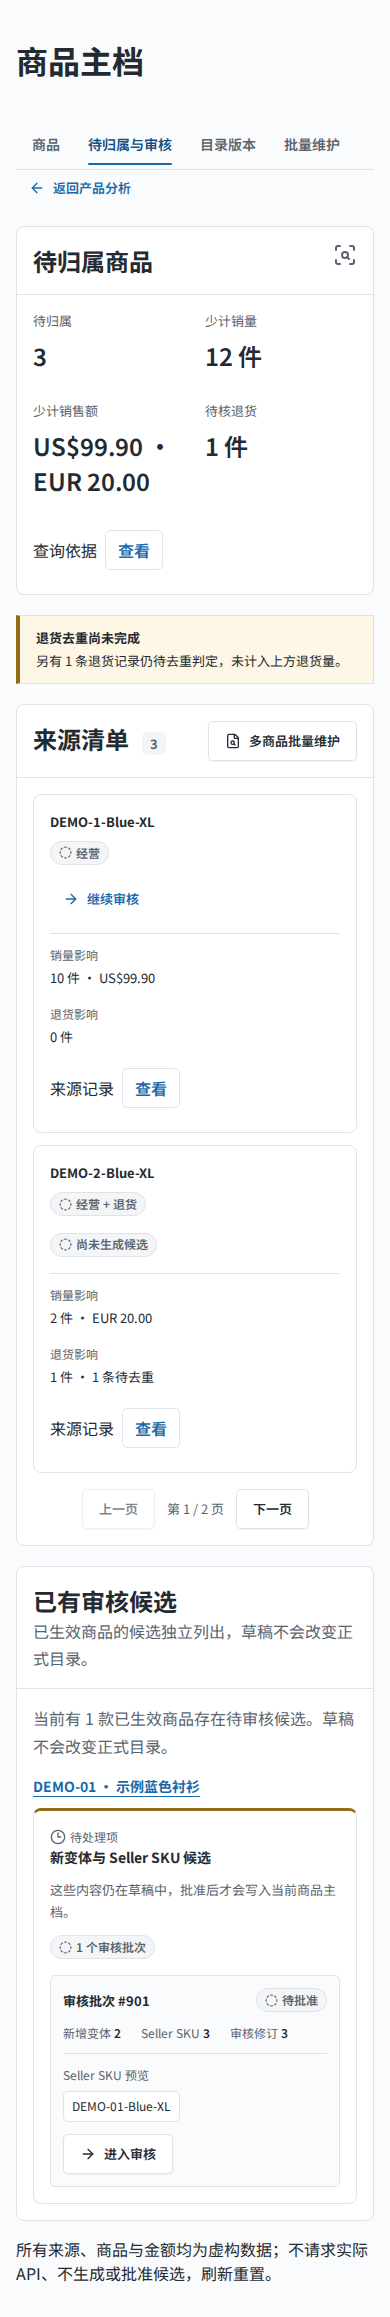 商品主档
商品 待归属与审核 目录版本 批量维护
返回产品分析
待归属商品
待归属 少计销量
3 12 件
少计销售额 待核退货
US$99.90 · 1 件
EUR 20.00
查询依据 查看
退货去重尚未完成
另有 1 条退货记录仍待去重判定，未计入上方退货量。
来源清单 3 多商品批量维护
DEMO-1-Blue-XL
经营
继续审核
销量影响
10 件 · US$99.90
退货影响
0 件
来源记录 查看
DEMO-2-Blue-XL
经营 + 退货
尚未生成候选
销量影响
2 件 · EUR 20.00
退货影响
1 件 · 1 条待去重
来源记录 查看
上一页 第 1 / 2 页 下一页
已有审核候选
已生效商品的候选独立列出，草稿不会改变正
式目录。
当前有 1 款已生效商品存在待审核候选。草稿
不会改变正式目录。
DEMO-01 · 示例蓝色衬衫
待处理项
新变体与 Seller SKU 候选
这些内容仍在草稿中，批准后才会写入当前商品主
档。
1 个审核批次
审核批次 #901 待批准
新增变体 2 Seller SKU 3 审核修订 3
Seller SKU 预览
DEMO-01-Blue-XL
进入审核
所有来源、商品与金额均为虚构数据；不请求实际
API、不生成或批准候选，刷新重置。